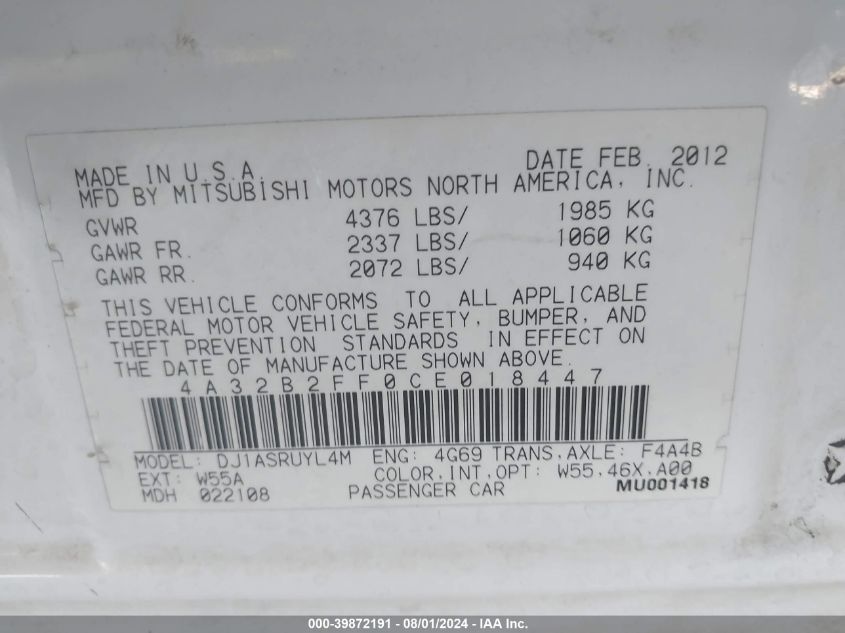 MADE IN U.S.A. DATE FEB. 2012
MFD BY MITSUBISHI MOTORS NORTH AMERICA, INC.
GVWR 4376 LBS/ 1985 KG
GAWR FR. 2337 LBS/ 1060 KG
GAWR RR. 2072 LBS/ 940 KG
THIS VEHICLE CONFORMS TO ALL APPLICABLE
FEDERAL MOTOR VEHICLE SAFETY, BUMPER, AND
THEFT PREVENTION STANDARDS IN EFFECT ON
THE DATE OF MANUFACTURE SHOWN ABOVE.
4A32B2FF0CE018447
MODEL: DJ1ASRUYL4M ENG: 4G69 TRANS.AXLE: F4A4B
EXT: W55A COLOR.INT.OPT: W55.46X.A00
MDH 022108 PASSENGER CAR MU001418
000-39872191 - 08/01/2024 - IAA Inc.